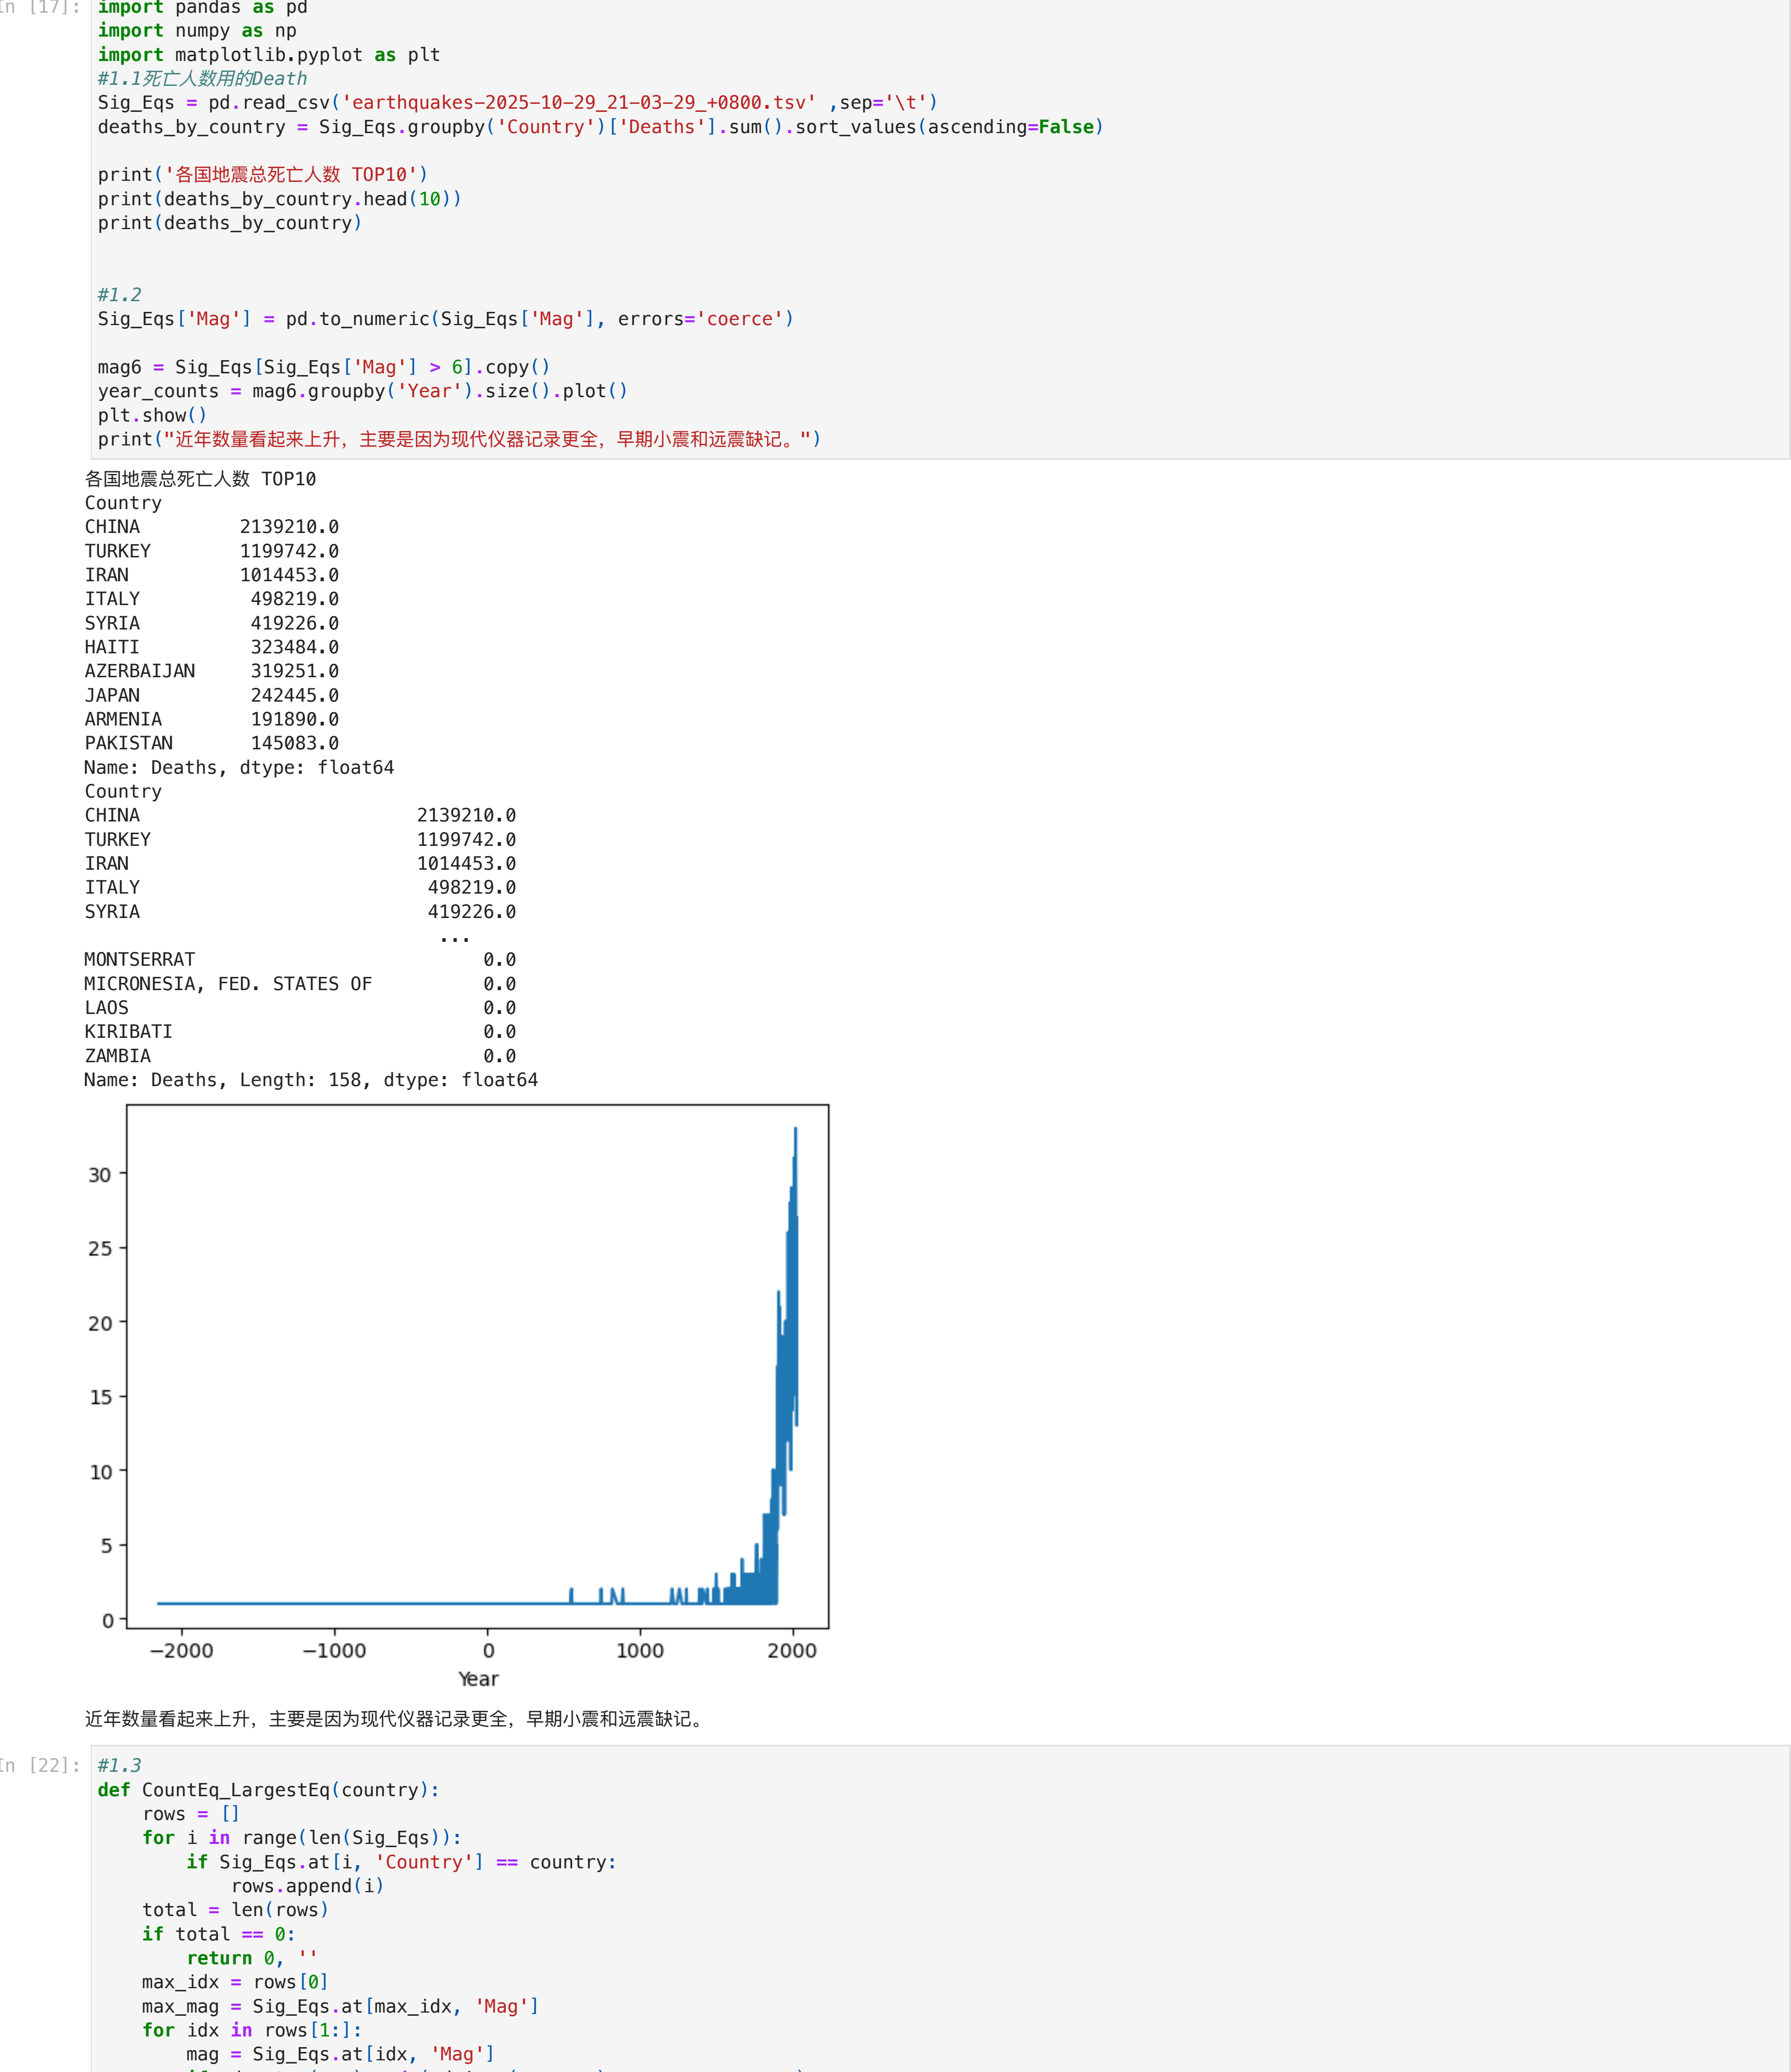 In [17]:
import pandas as pd
import numpy as np
import matplotlib.pyplot as plt
#1.1死亡人数用的Death
Sig_Eqs = pd.read_csv('earthquakes-2025-10-29_21-03-29_+0800.tsv' ,sep='\t')
deaths_by_country = Sig_Eqs.groupby('Country')['Deaths'].sum().sort_values(ascending=False)
print('各国地震总死亡人数 TOP10')
print(deaths_by_country.head(10))
print(deaths_by_country)
#1.2
Sig_Eqs['Mag'] = pd.to_numeric(Sig_Eqs['Mag'], errors='coerce')
mag6 = Sig_Eqs[Sig_Eqs['Mag'] > 6].copy()
year_counts = mag6.groupby('Year').size().plot()
plt.show()
print("近年数量看起来上升，主要是因为现代仪器记录更全，早期小震和远震缺记。")
各国地震总死亡人数 TOP10
Country
CHINA 2139210.0
TURKEY 1199742.0
IRAN 1014453.0
ITALY 498219.0
SYRIA 419226.0
HAITI 323484.0
AZERBAIJAN 319251.0
JAPAN 242445.0
ARMENIA 191890.0
PAKISTAN 145083.0
Name: Deaths, dtype: float64
Country
CHINA 2139210.0
TURKEY 1199742.0
IRAN 1014453.0
ITALY 498219.0
SYRIA 419226.0
...
MONTSERRAT 0.0
MICRONESIA, FED. STATES OF 0.0
LAOS 0.0
KIRIBATI 0.0
ZAMBIA 0.0
Name: Deaths, Length: 158, dtype: float64
30
25
20
15
10
5
0
−2000 −1000 0 1000 2000
Year
近年数量看起来上升，主要是因为现代仪器记录更全，早期小震和远震缺记。
In [22]:
#1.3
def CountEq_LargestEq(country):
    rows = []
    for i in range(len(Sig_Eqs)):
        if Sig_Eqs.at[i, 'Country'] == country:
            rows.append(i)
    total = len(rows)
    if total == 0:
        return 0, ''
    max_idx = rows[0]
    max_mag = Sig_Eqs.at[max_idx, 'Mag']
    for idx in rows[1:]:
        mag = Sig_Eqs.at[idx, 'Mag']